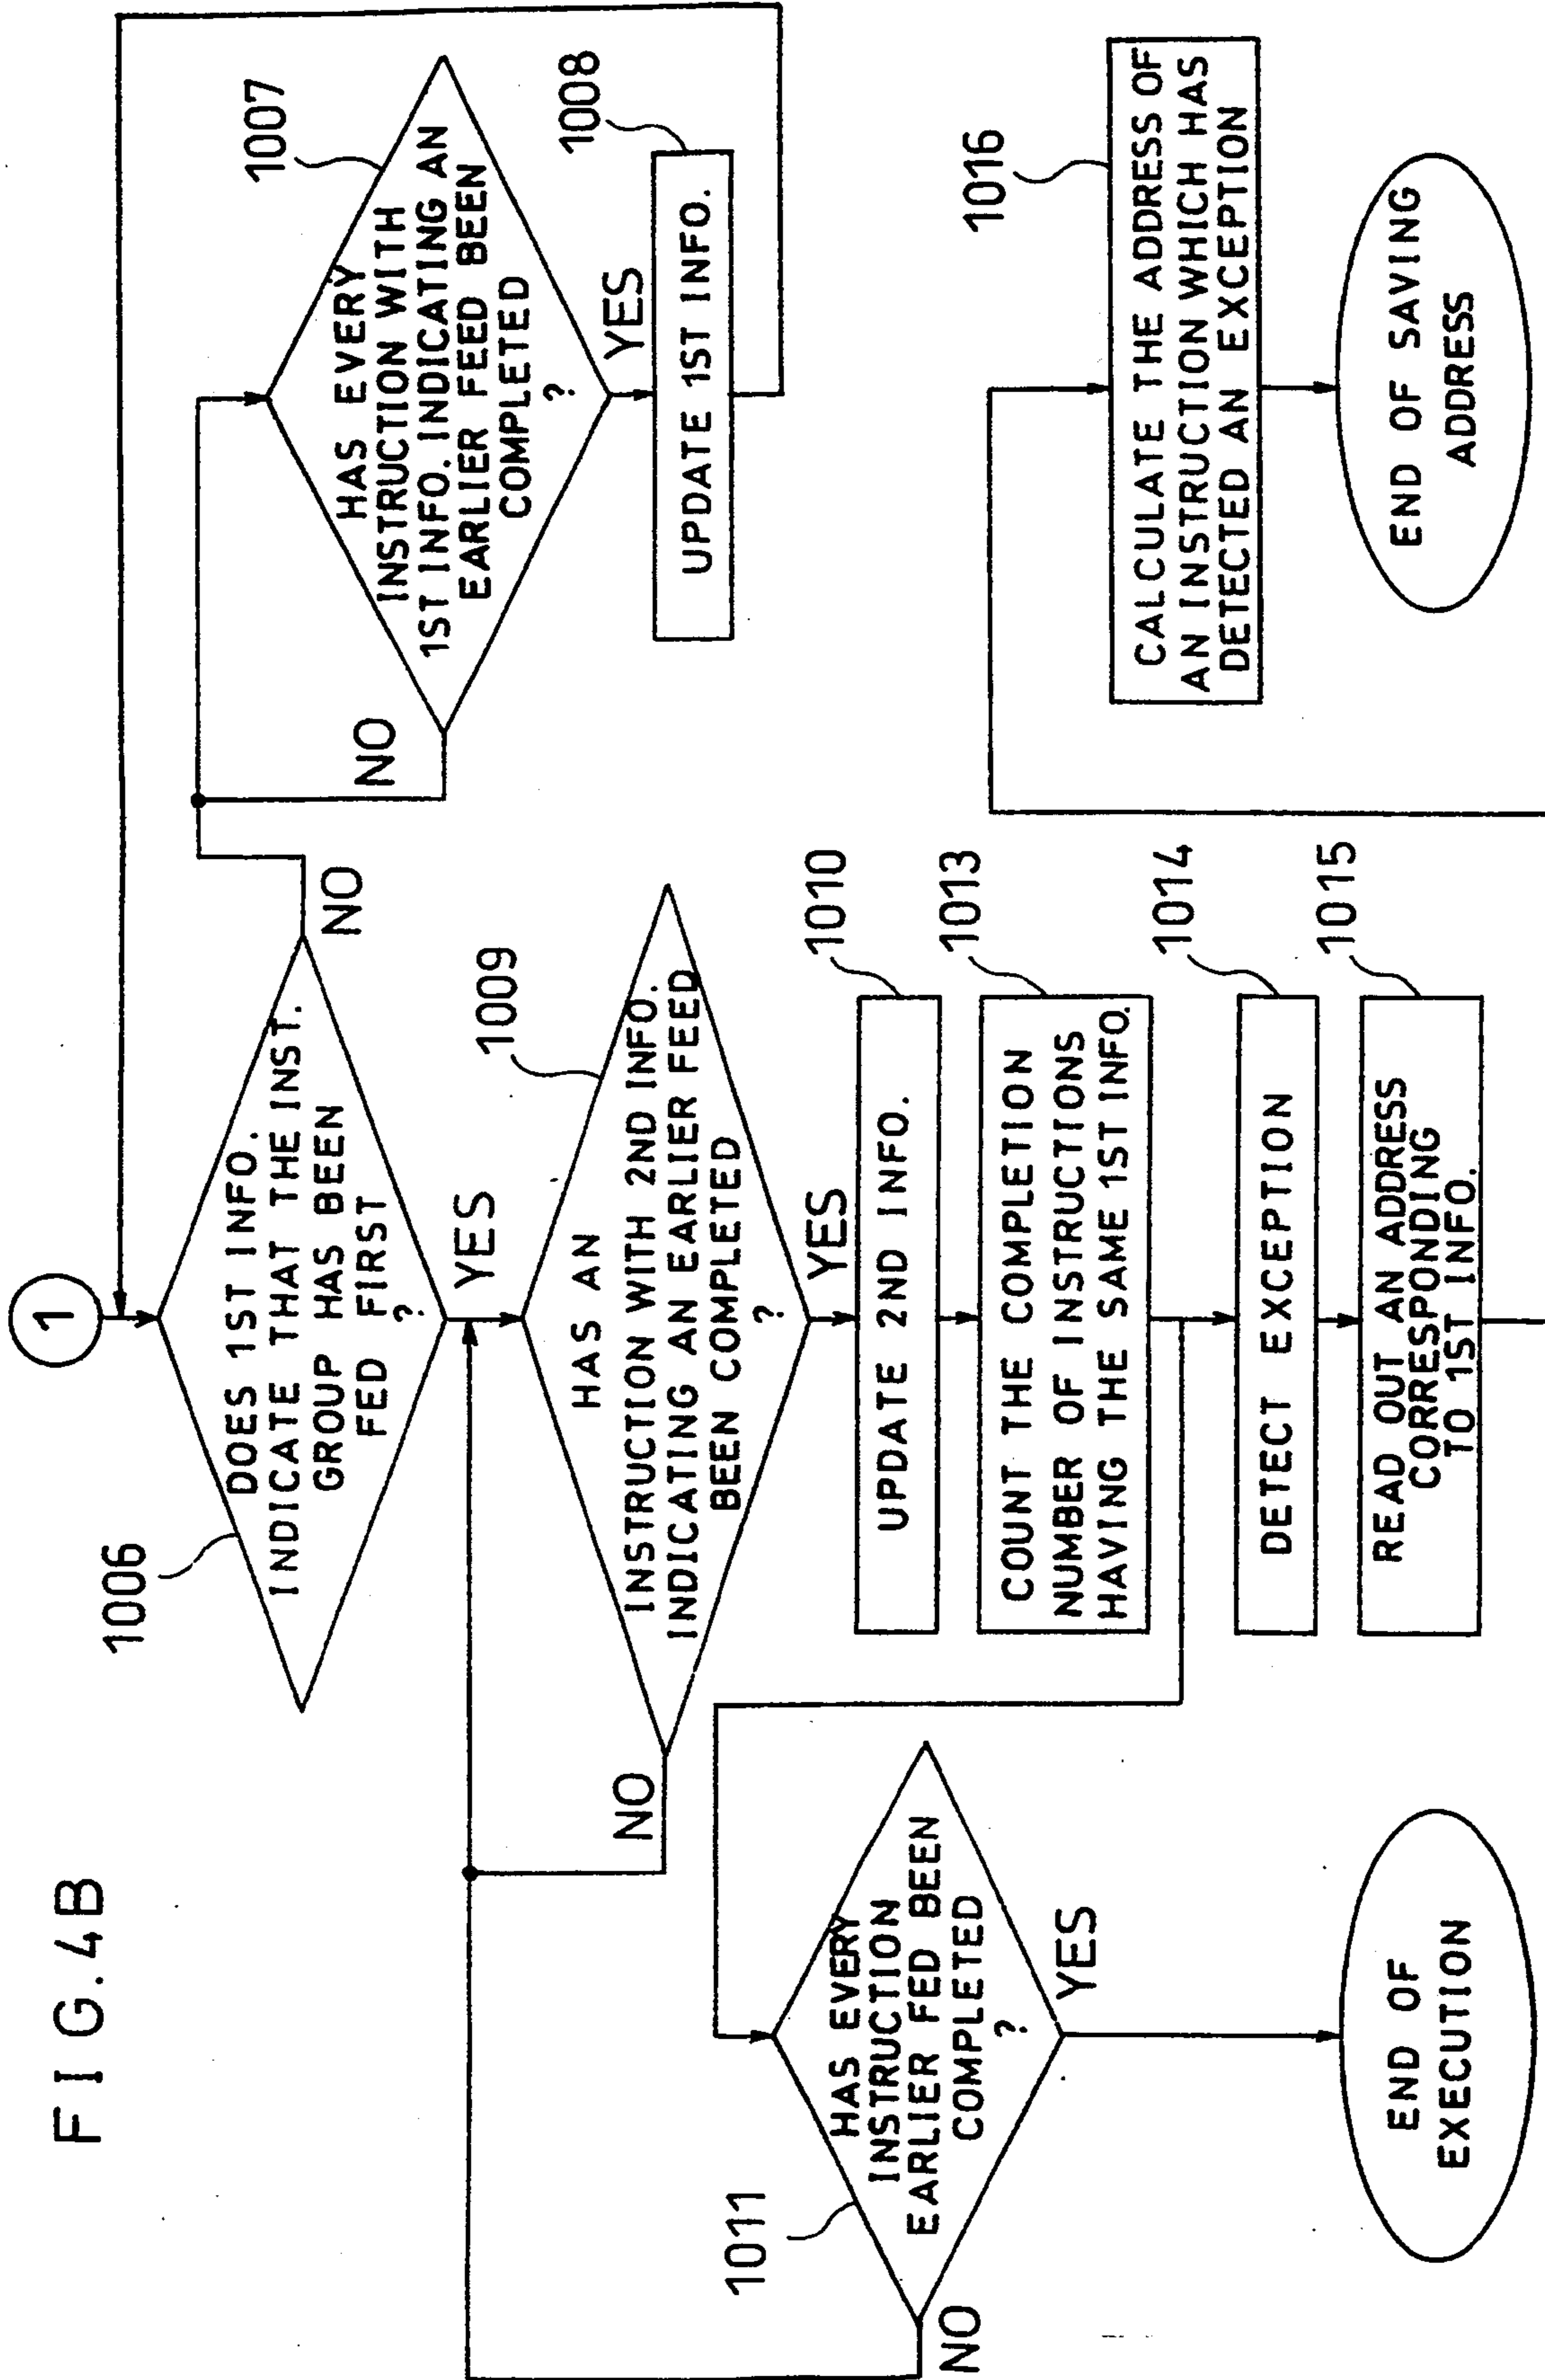 FIG.4B
1
1006
DOES 1ST INFO.
INDICATE THAT THE INST.
GROUP HAS BEEN
FED FIRST
?
NO
YES
1007
HAS EVERY
INSTRUCTION WITH
1ST INFO. INDICATING AN
EARLIER FEED BEEN
COMPLETED
?
NO
YES
1008
UPDATE 1ST INFO.
1009
HAS AN
INSTRUCTION WITH 2ND INFO.
INDICATING AN EARLIER FEED
BEEN COMPLETED
?
NO
YES
1010
UPDATE 2ND INFO.
1013
COUNT THE COMPLETION
NUMBER OF INSTRUCTIONS
HAVING THE SAME 1ST INFO.
1011
HAS EVERY
INSTRUCTION
EARLIER FED BEEN
COMPLETED
?
NO
YES
END OF
EXECUTION
1014
DETECT EXCEPTION
1015
READ OUT AN ADDRESS
CORRESPONDING
TO 1ST INFO.
1016
CALCULATE THE ADDRESS OF
AN INSTRUCTION WHICH HAS
DETECTED AN EXCEPTION
END OF SAVING
ADDRESS